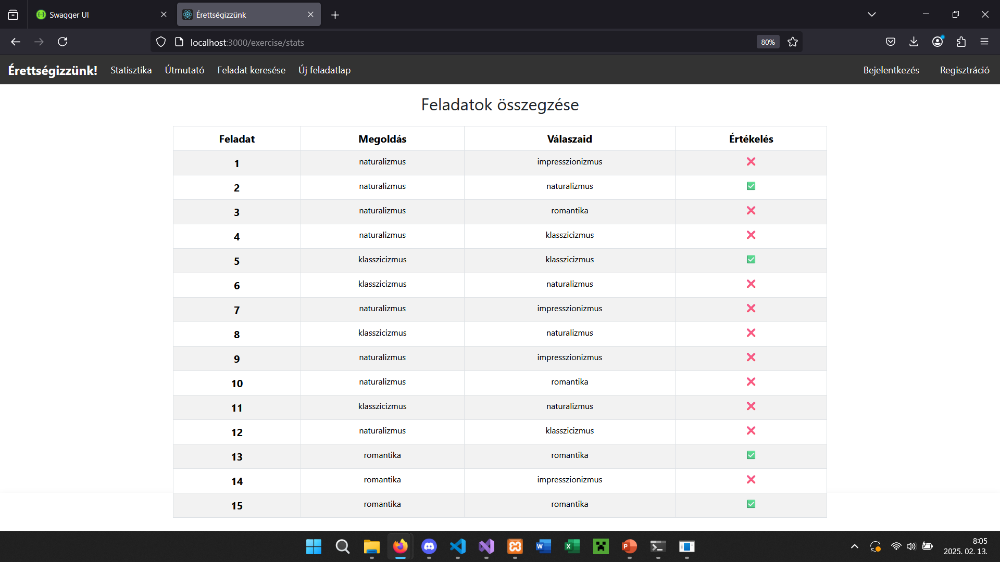 Swagger UI
Érettségizzünk
localhost:3000/exercise/stats
80%
Érettségizzünk! Statisztika Útmutató Feladat keresése Új feladatlap Bejelentkezés Regisztráció
Feladatok összegzése
Feladat Megoldás Válaszaid Értékelés
1 naturalizmus impresszionizmus ❌
2 naturalizmus naturalizmus ✅
3 naturalizmus romantika ❌
4 naturalizmus klasszicizmus ❌
5 klasszicizmus klasszicizmus ✅
6 klasszicizmus naturalizmus ❌
7 naturalizmus impresszionizmus ❌
8 klasszicizmus naturalizmus ❌
9 naturalizmus impresszionizmus ❌
10 naturalizmus romantika ❌
11 klasszicizmus naturalizmus ❌
12 naturalizmus klasszicizmus ❌
13 romantika romantika ✅
14 romantika impresszionizmus ❌
15 romantika romantika ✅
8:05
2025. 02. 13.